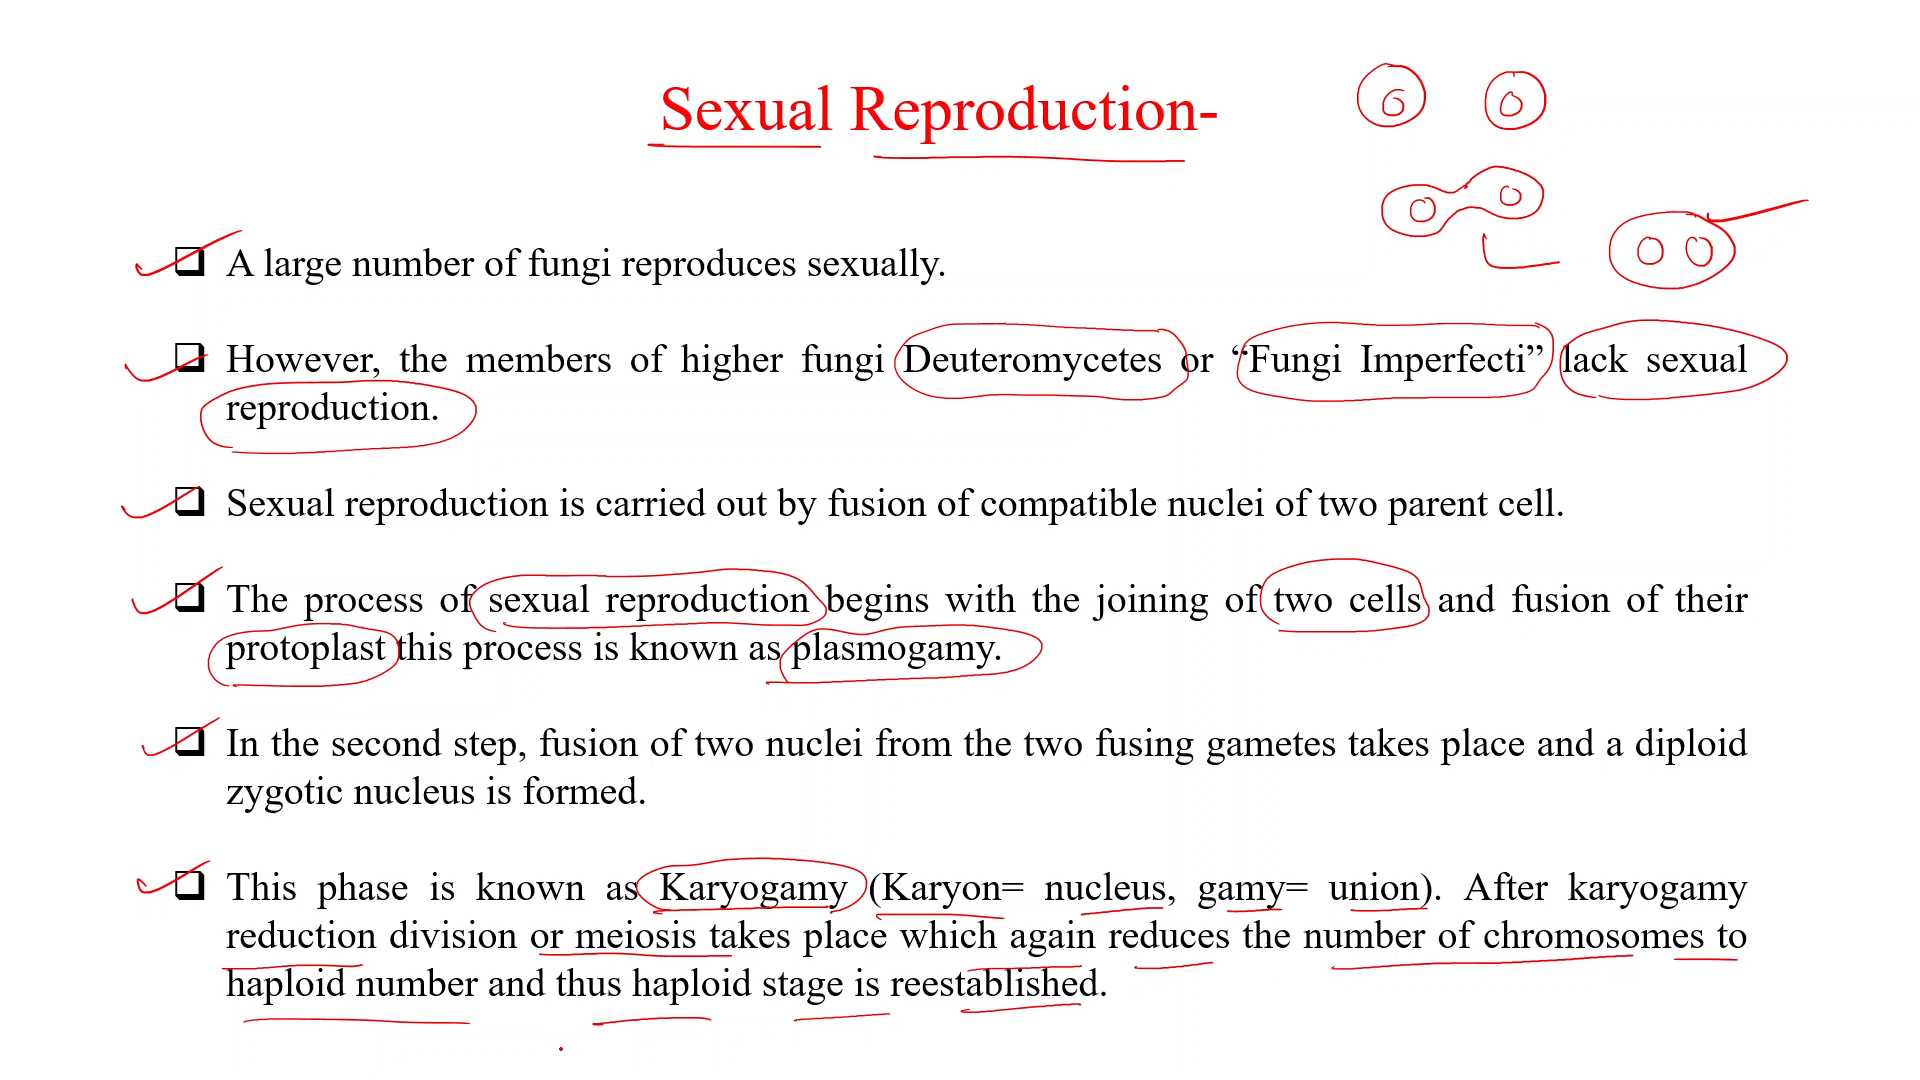 Sexual Reproduction-
A large number of fungi reproduces sexually.
However, the members of higher fungi Deuteromycetes or “Fungi Imperfecti” lack sexual
reproduction.
Sexual reproduction is carried out by fusion of compatible nuclei of two parent cell.
The process of sexual reproduction begins with the joining of two cells and fusion of their
protoplast this process is known as plasmogamy.
In the second step, fusion of two nuclei from the two fusing gametes takes place and a diploid
zygotic nucleus is formed.
This phase is known as Karyogamy (Karyon= nucleus, gamy= union). After karyogamy
reduction division or meiosis takes place which again reduces the number of chromosomes to
haploid number and thus haploid stage is reestablished.